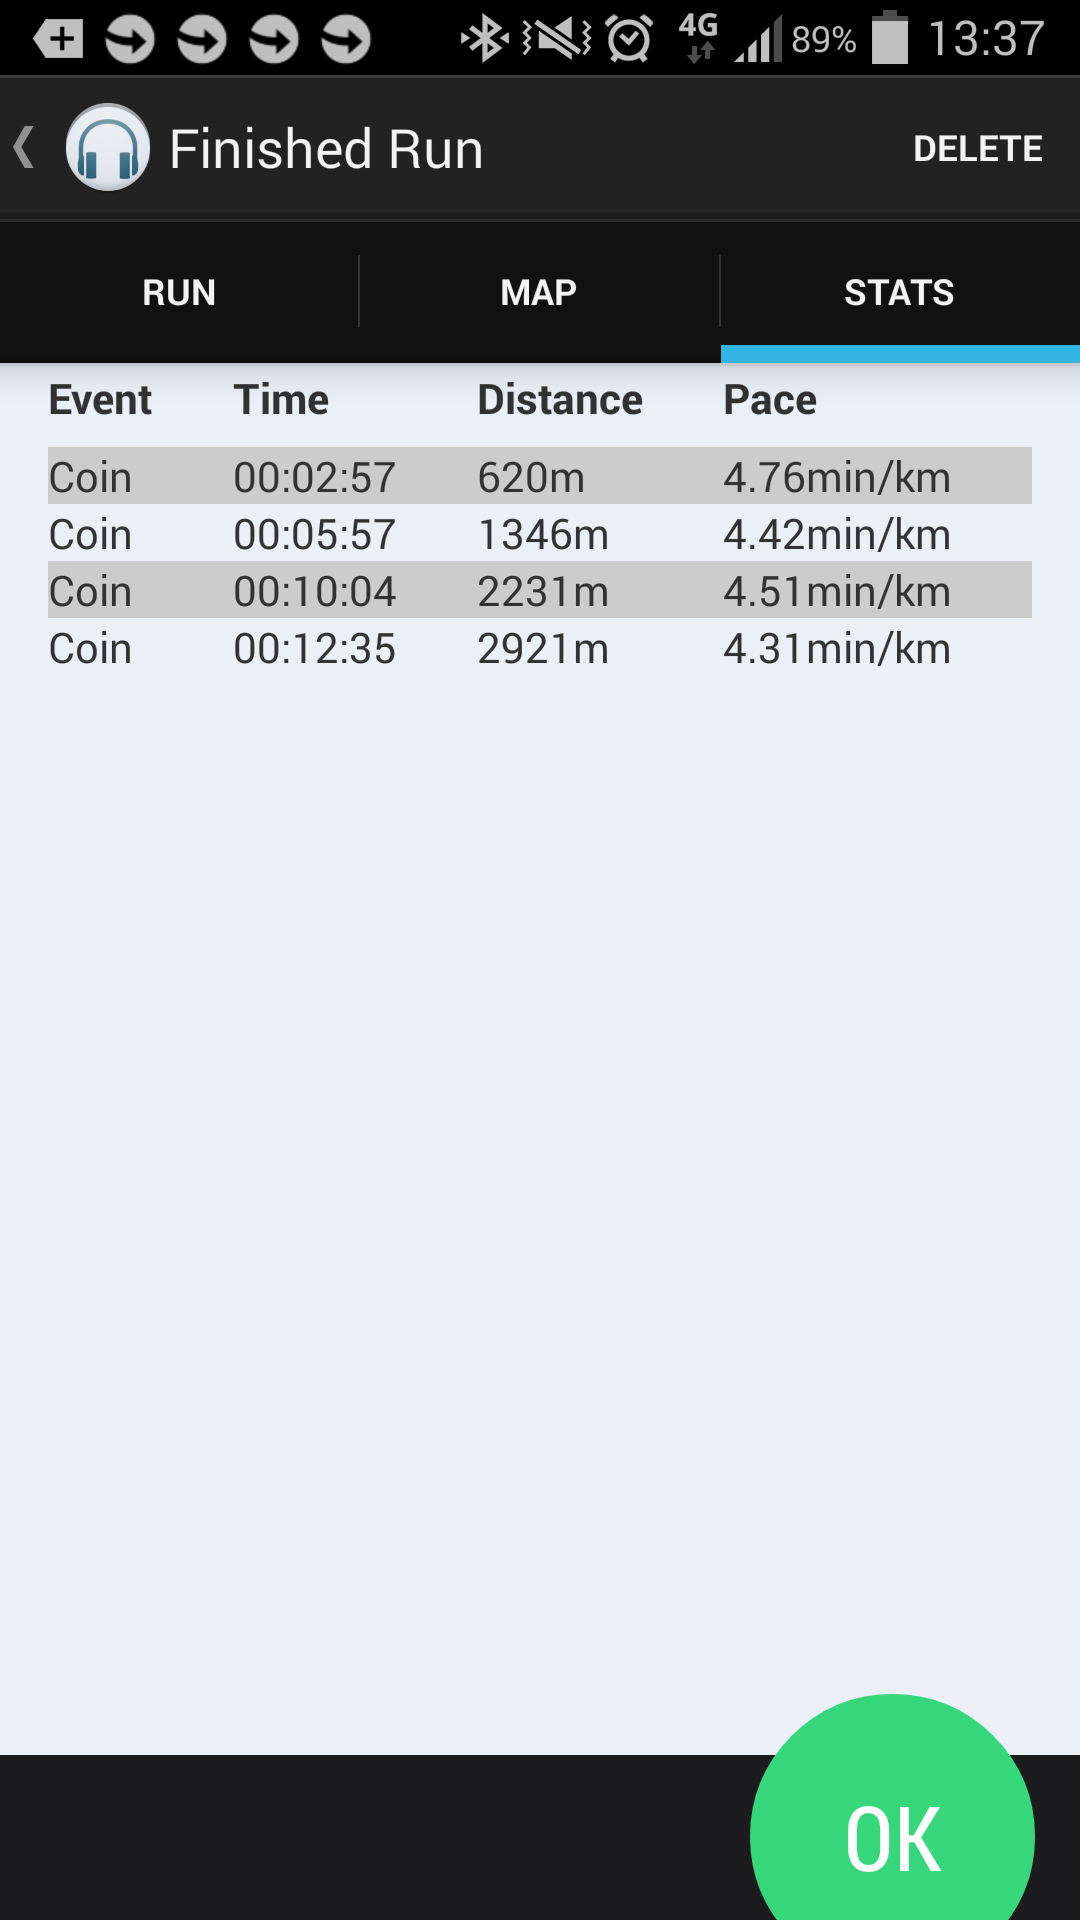 4G 89% 13:37
Finished Run DELETE
RUN MAP STATS
Event Time Distance Pace
Coin 00:02:57 620m 4.76min/km
Coin 00:05:57 1346m 4.42min/km
Coin 00:10:04 2231m 4.51min/km
Coin 00:12:35 2921m 4.31min/km
OK